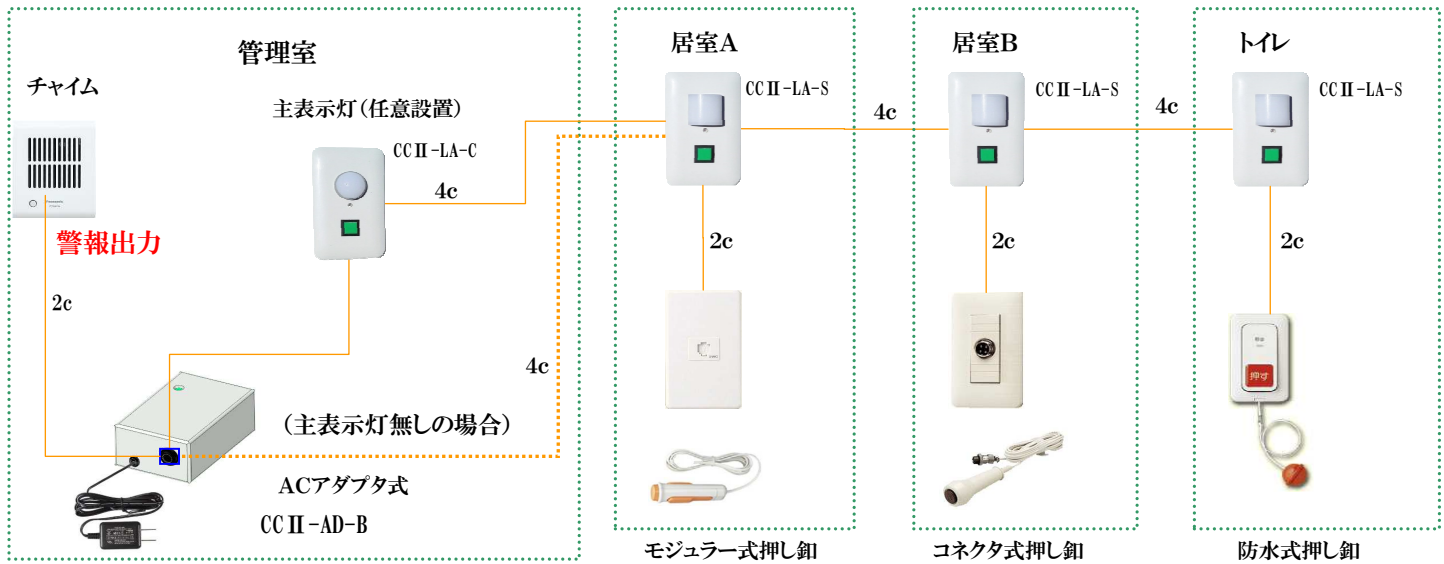 管理室
チャイム
主表示灯(任意設置)
CCⅡ-LA-C
4c
警報出力
2c
4c
(主表示灯無しの場合)
ACアダプタ式
CCⅡ-AD-B
居室A
CCⅡ-LA-S
2c
モジュラー式押し釦
4c
居室B
CCⅡ-LA-S
2c
コネクタ式押し釦
4c
トイレ
CCⅡ-LA-S
2c
押す
防水式押し釦